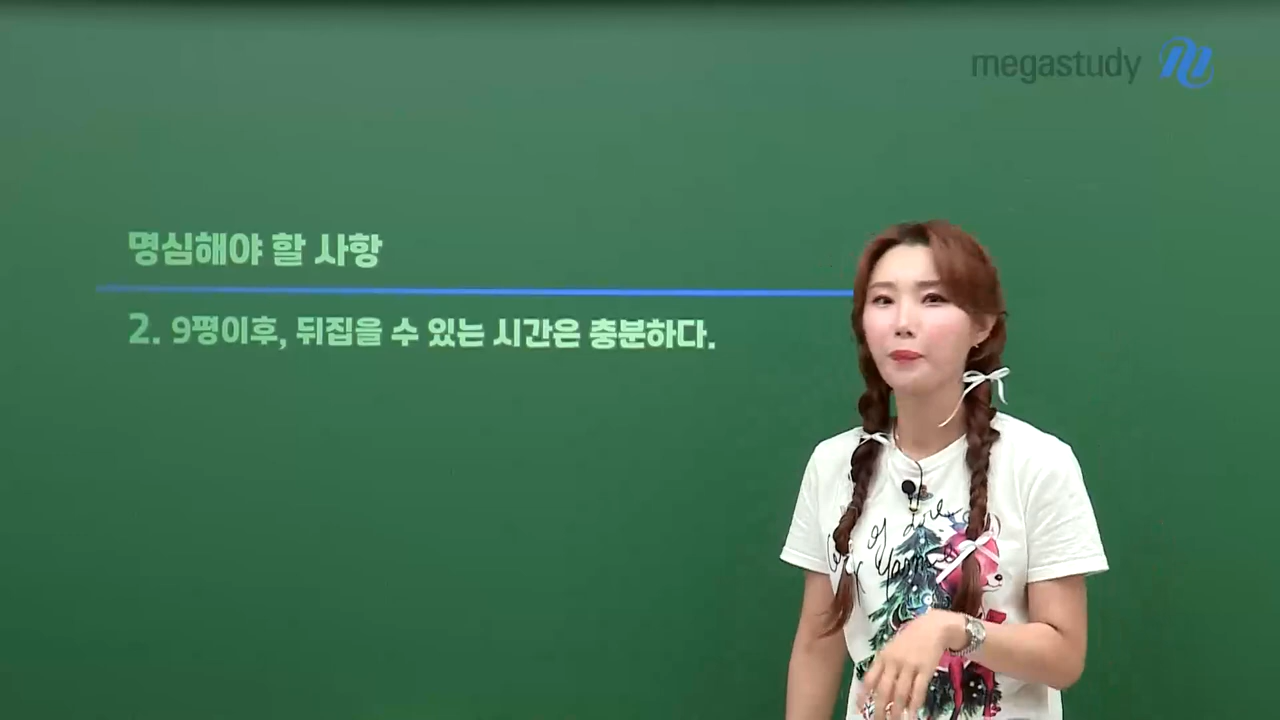 megastudy
명심해야 할 사항
2. 9평이후, 뒤집을 수 있는 시간은 충분하다.